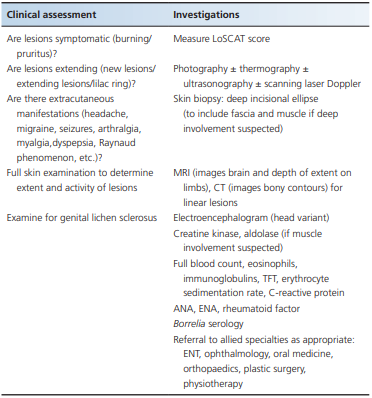 Clinical assessment Investigations
Are lesions symptomatic (burning/ Measure LoSCAT score
pruritus)?
Are lesions extending (new lesions/ Photography ± thermography ±
extending lesions/lilac ring)? ultrasonography ± scanning laser Doppler
Are there extracutaneous Skin biopsy: deep incisional ellipse
manifestations (headache, (to include fascia and muscle if deep
migraine, seizures, arthralgia, involvement suspected)
myalgia,dyspepsia, Raynaud
phenomenon, etc.)?
Full skin examination to determine MRI (images brain and depth of extent on
extent and activity of lesions limbs), CT (images bony contours) for
linear lesions
Examine for genital lichen sclerosus Electroencephalogram (head variant)
Creatine kinase, aldolase (if muscle
involvement suspected)
Full blood count, eosinophils,
immunoglobulins, TFT, erythrocyte
sedimentation rate, C-reactive protein
ANA, ENA, rheumatoid factor
Borrelia serology
Referral to allied specialties as appropriate:
ENT, ophthalmology, oral medicine,
orthopaedics, plastic surgery,
physiotherapy